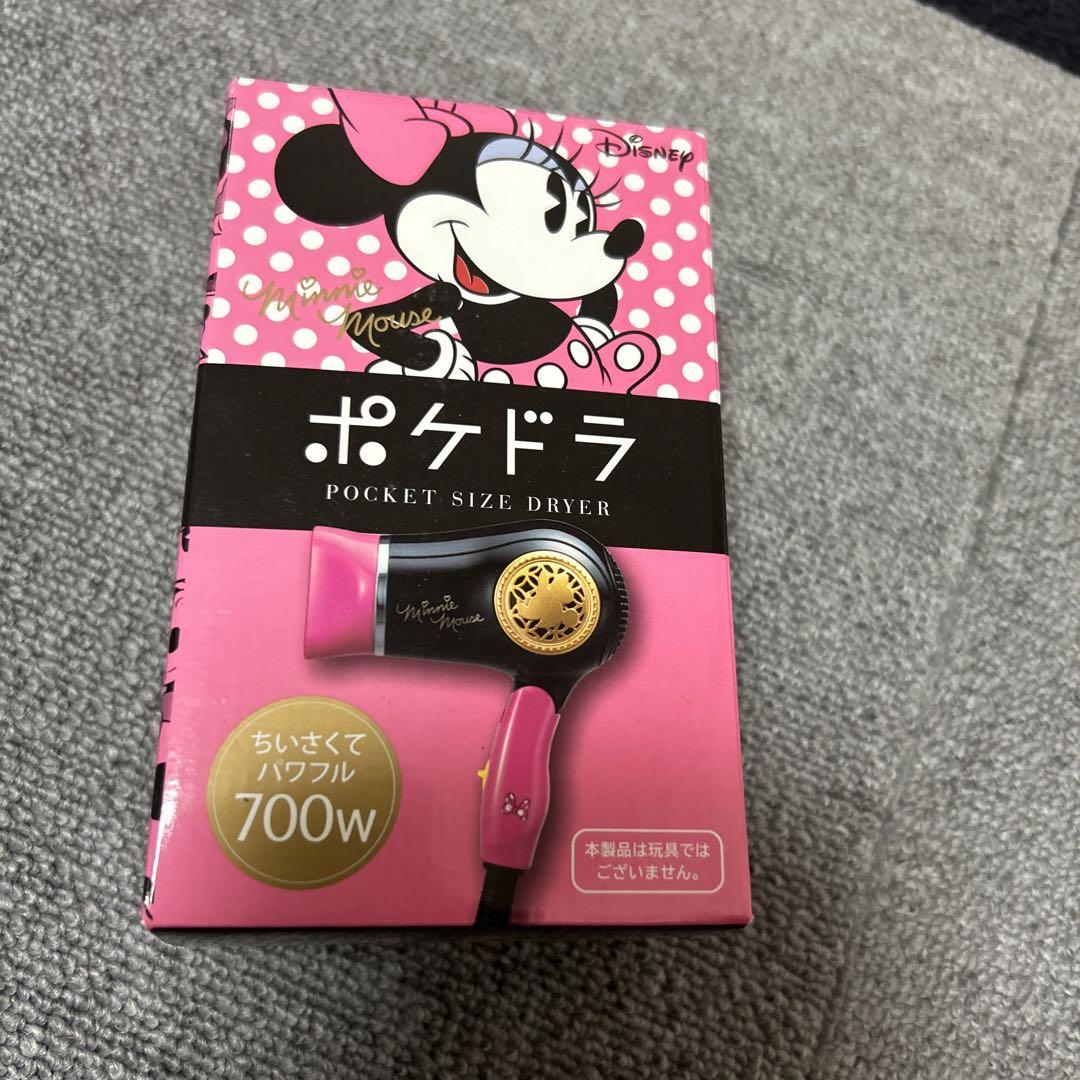 Disney
Minnie
Mouse
ポケドラ
POCKET SIZE DRYER
Minnie
Mouse
ちいさくて
パワフル
700W
本製品は玩具では
ございません。